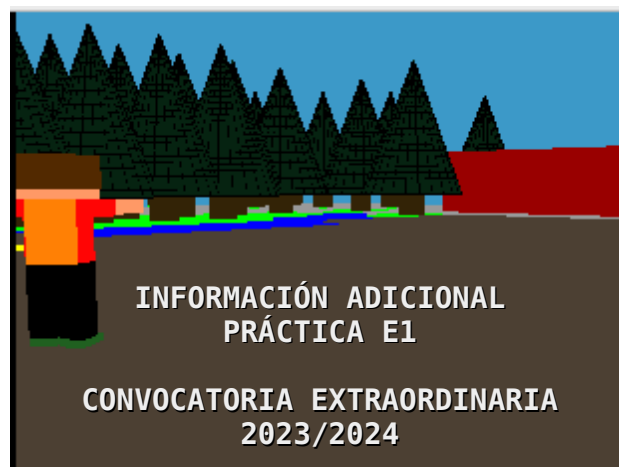 INFORMACIÓN ADICIONAL
PRÁCTICA E1
CONVOCATORIA EXTRAORDINARIA
2023/2024